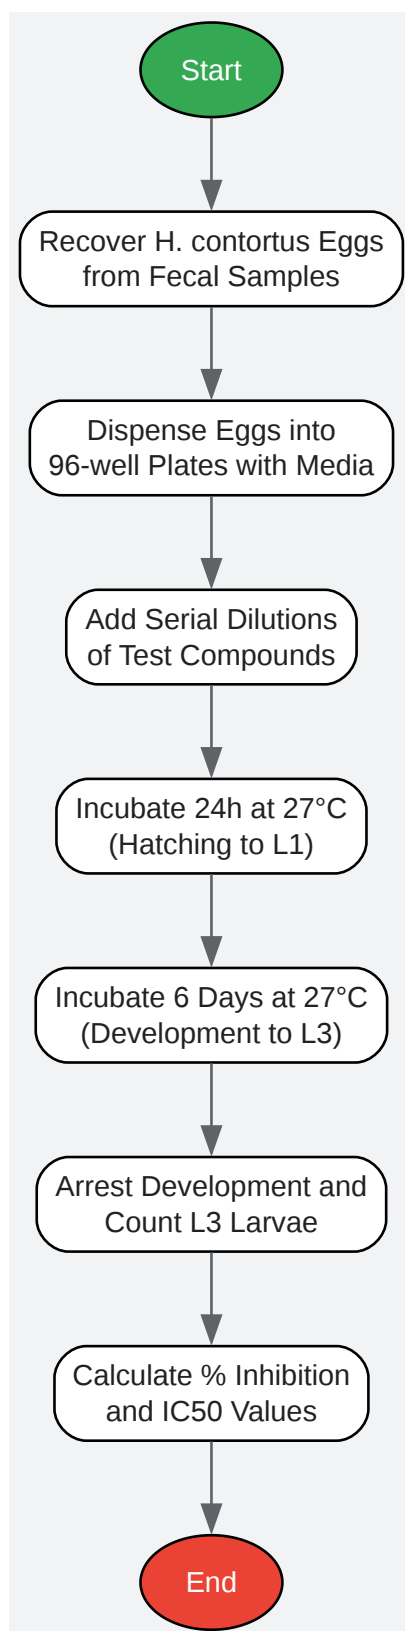 Start
Recover H. contortus Eggs
from Fecal Samples
Dispense Eggs into
96-well Plates with Media
Add Serial Dilutions
of Test Compounds
Incubate 24h at 27°C
(Hatching to L1)
Incubate 6 Days at 27°C
(Development to L3)
Arrest Development and
Count L3 Larvae
Calculate % Inhibition
and IC50 Values
End